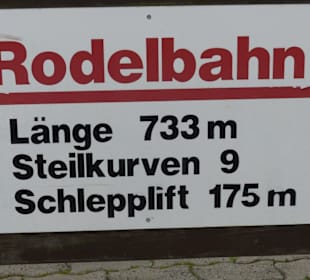 Rodelbahn
Länge 733 m
Steilkurven 9
Schlepplift 175 m